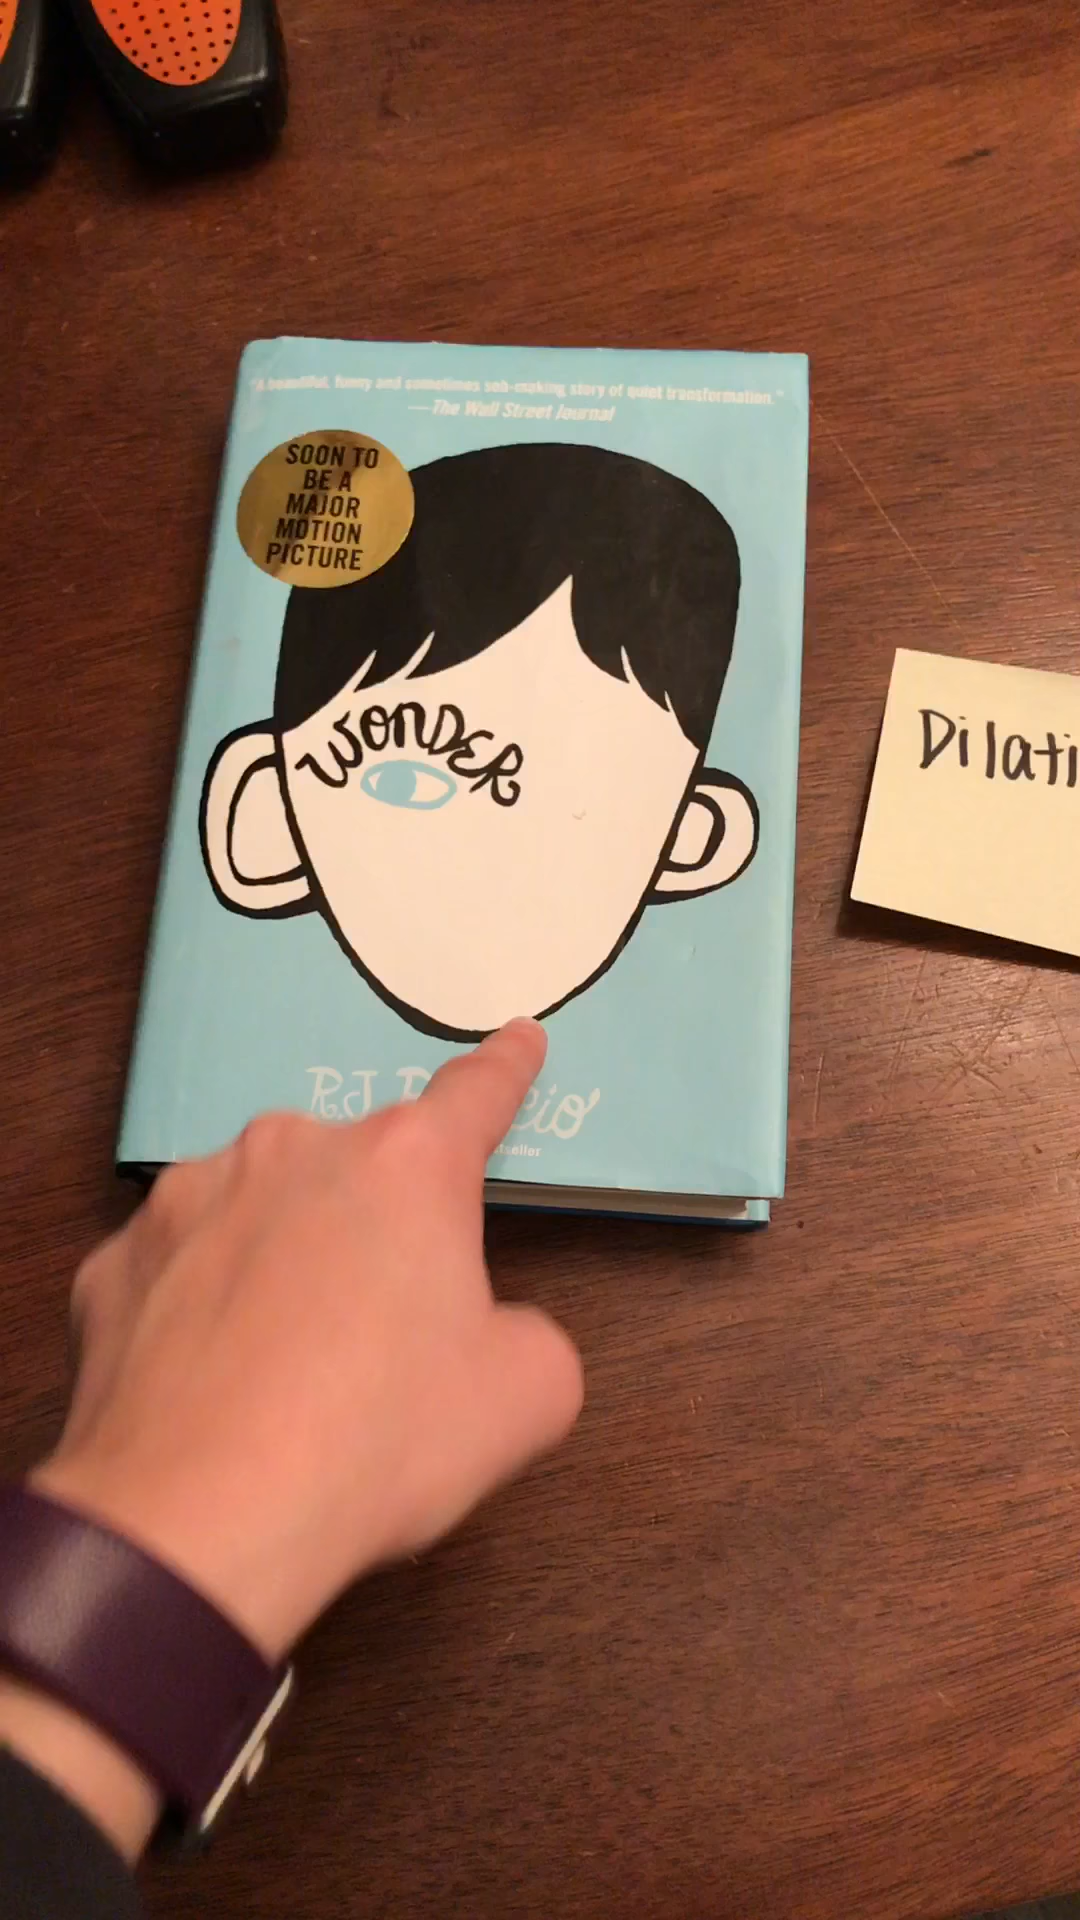 "A beautiful, funny and sometimes sob-making story of quiet transformation."
—The Wall Street Journal
SOON TO
BE A
MAJOR
MOTION
PICTURE
WONDER
Dilati
R.J.